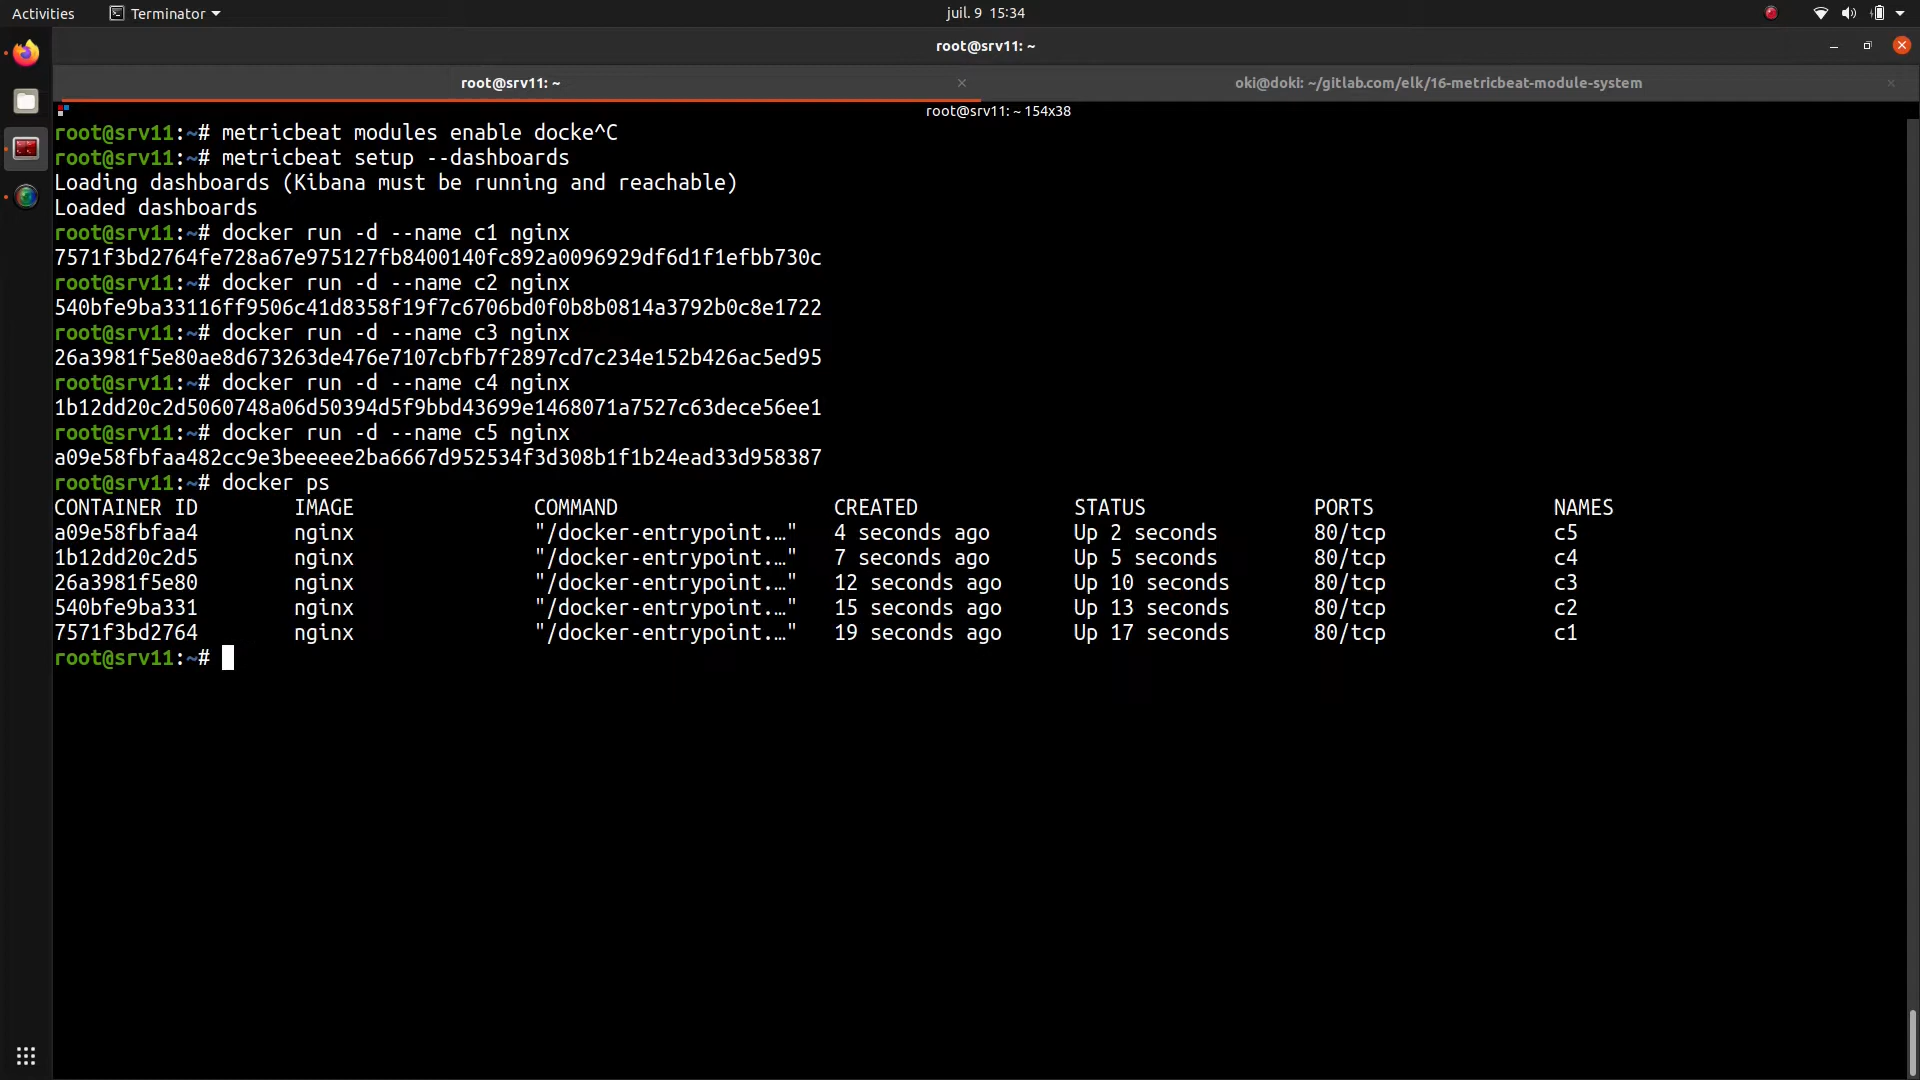 Activities Terminator juil. 9 15:34
root@srv11: ~
root@srv11: ~ × oki@doki: ~/gitlab.com/elk/16-metricbeat-module-system ×
root@srv11: ~ 154x38
root@srv11:~# metricbeat modules enable docke^C
root@srv11:~# metricbeat setup --dashboards
Loading dashboards (Kibana must be running and reachable)
Loaded dashboards
root@srv11:~# docker run -d --name c1 nginx
7571f3bd2764fe728a67e975127fb8400140fc892a0096929df6d1f1efbb730c
root@srv11:~# docker run -d --name c2 nginx
540bfe9ba33116ff9506c41d8358f19f7c6706bd0f0b8b0814a3792b0c8e1722
root@srv11:~# docker run -d --name c3 nginx
26a3981f5e80ae8d673263de476e7107cbfb7f2897cd7c234e152b426ac5ed95
root@srv11:~# docker run -d --name c4 nginx
1b12dd20c2d5060748a06d50394d5f9bbd43699e1468071a7527c63dece56ee1
root@srv11:~# docker run -d --name c5 nginx
a09e58fbfaa482cc9e3beeeee2ba6667d952534f3d308b1f1b24ead33d958387
root@srv11:~# docker ps
CONTAINER ID IMAGE COMMAND CREATED STATUS PORTS NAMES
a09e58fbfaa4 nginx "/docker-entrypoint.…" 4 seconds ago Up 2 seconds 80/tcp c5
1b12dd20c2d5 nginx "/docker-entrypoint.…" 7 seconds ago Up 5 seconds 80/tcp c4
26a3981f5e80 nginx "/docker-entrypoint.…" 12 seconds ago Up 10 seconds 80/tcp c3
540bfe9ba331 nginx "/docker-entrypoint.…" 15 seconds ago Up 13 seconds 80/tcp c2
7571f3bd2764 nginx "/docker-entrypoint.…" 19 seconds ago Up 17 seconds 80/tcp c1
root@srv11:~#